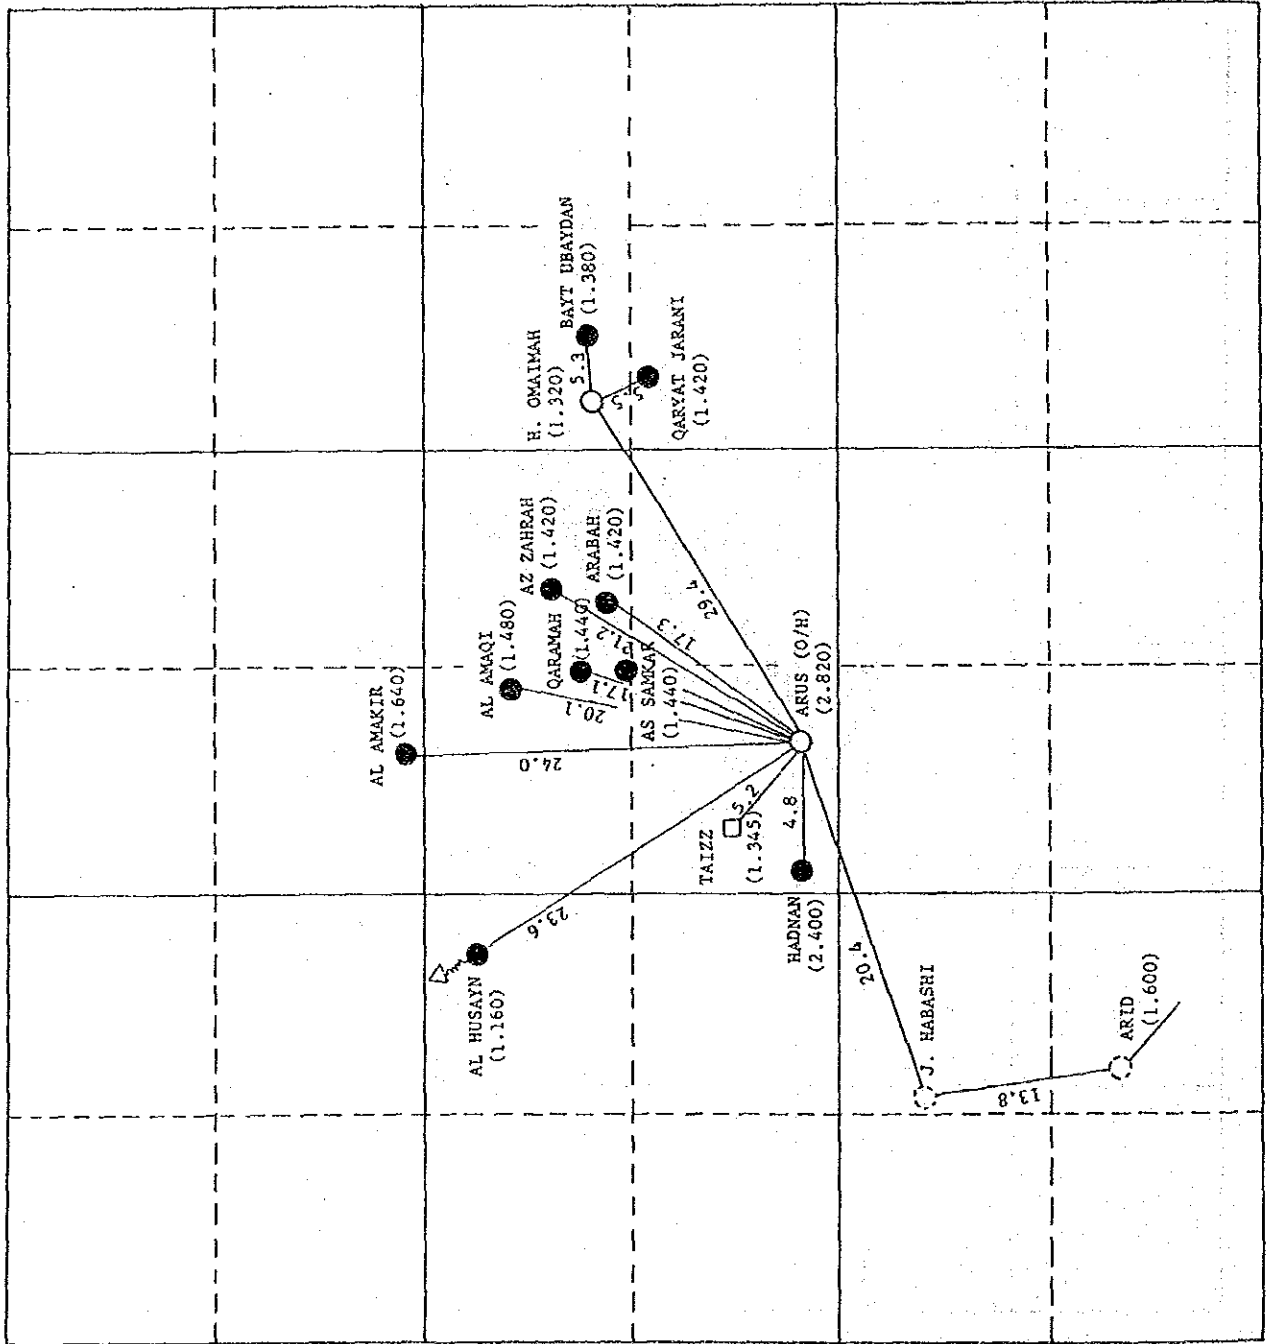 AL AMAKIR
(1.640)
24.0
AL AMAQI
(1.480)
20.1
AL HUSAYN
(1.160)
23.6
H. OMAIMAH
(1.320)
BAYT UBAYDAN
(1.380)
5.3
5.5
QARYAT JARANI
(1.420)
AZ ZAHRAH
(1.420)
ARABAH
(1.420)
17.3
QARAMAH
(1.440)
17.1
AS SAMKAR
(1.440)
29.4
TAIZZ
(1.345)
5.2
ARUS (O/H)
(2.820)
HADNAN
(2.400)
4.8
20.4
J. HABASHI
13.8
ARID
(1.600)